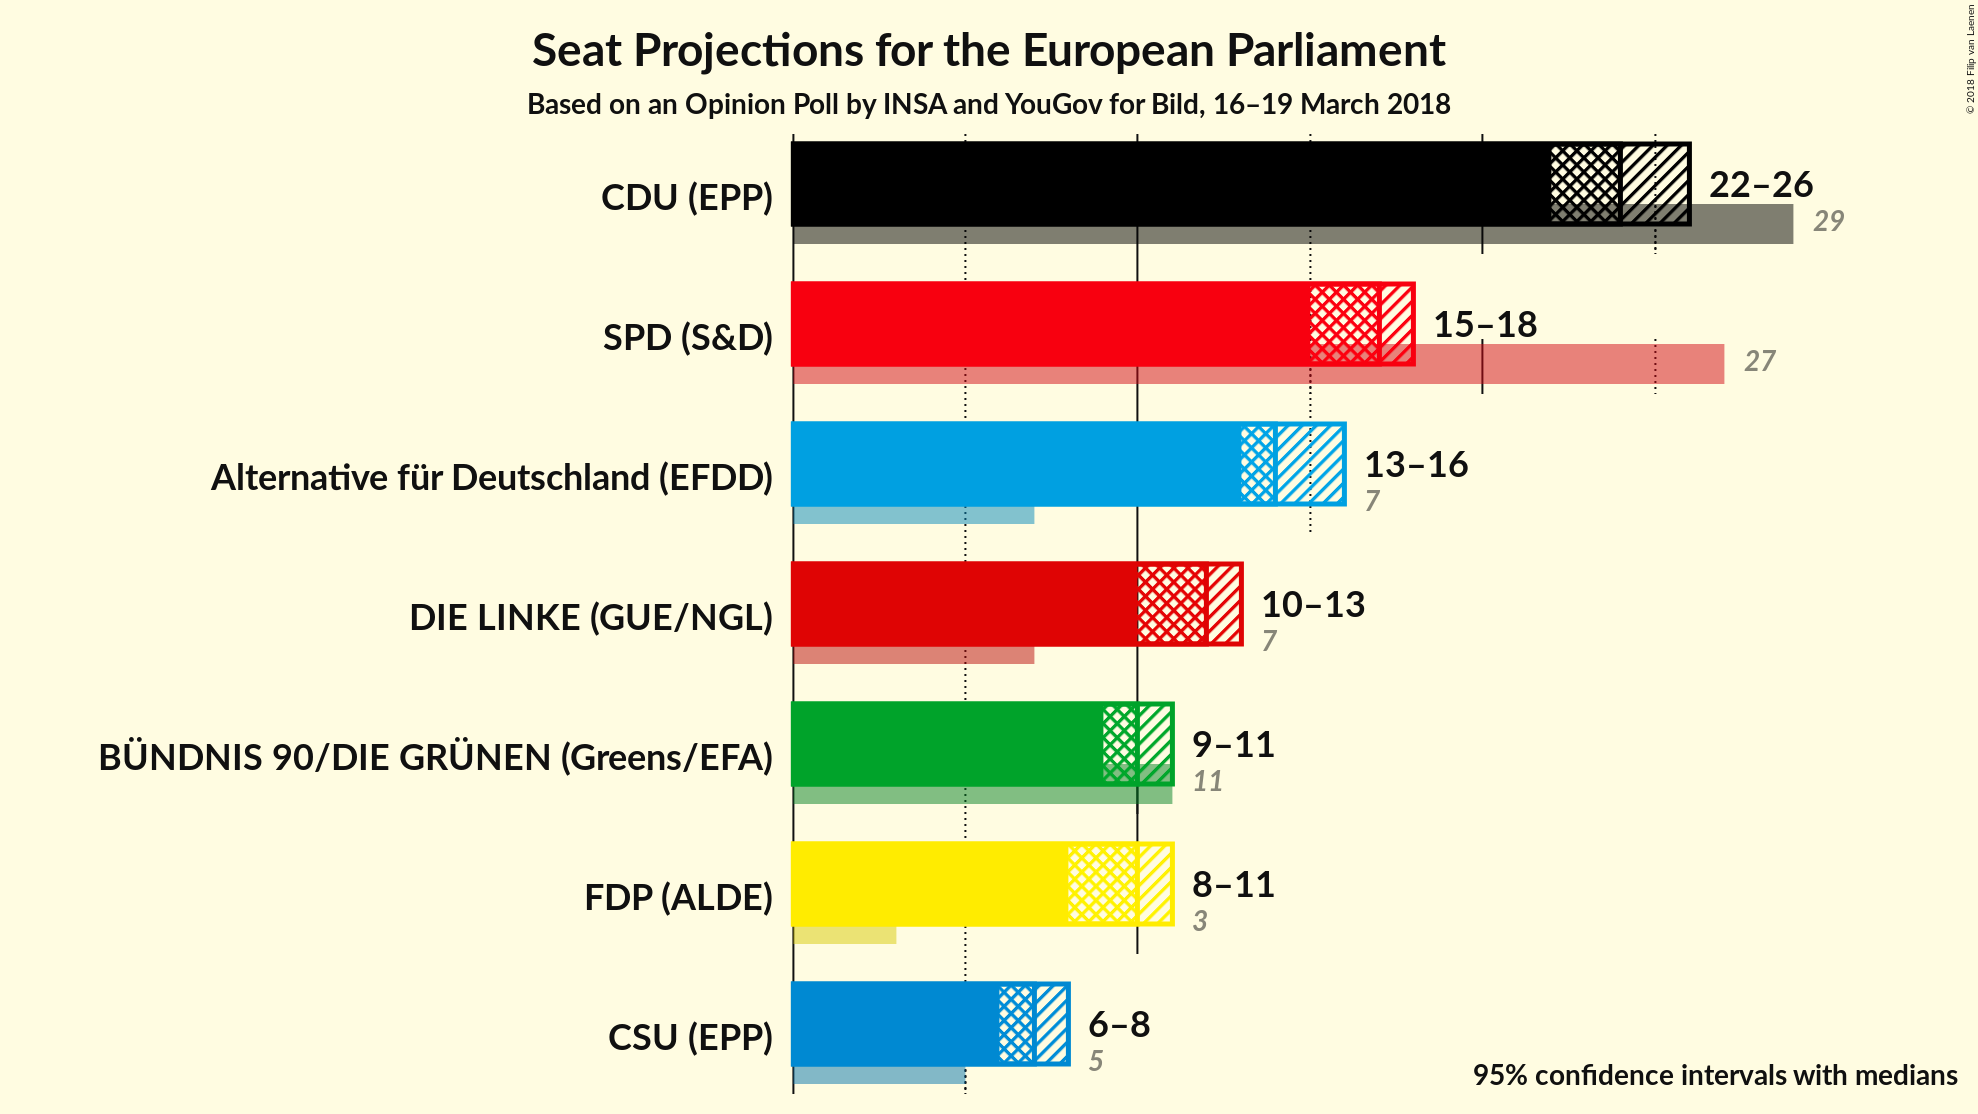 Seat Projections for the European Parliament
Based on an Opinion Poll by INSA and YouGov for Bild, 16–19 March 2018
© 2018 Filip van Laenen
CDU (EPP)
22–26
29
SPD (S&D)
15–18
27
Alternative für Deutschland (EFDD)
13–16
7
DIE LINKE (GUE/NGL)
10–13
7
BÜNDNIS 90/DIE GRÜNEN (Greens/EFA)
9–11
11
FDP (ALDE)
8–11
3
CSU (EPP)
6–8
5
95% confidence intervals with medians